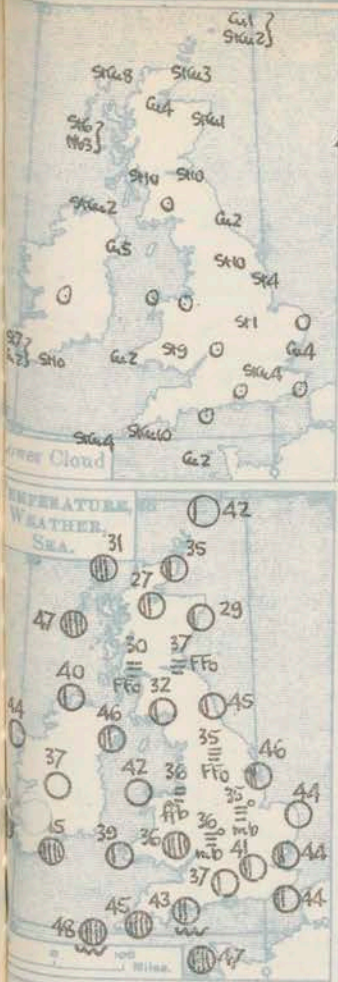 Cu1
StCu2
StCu8 StCu3
Cu4 StCu1
St6
Nb3
St10 St10
StCu2 Cu2
Cu5
St10 St4
St1
Cu2 St9 Cu4
St10 StCu4
StCu4 StCu10
Cu2
ower Cloud
TEMPERATURE,
WEATHER,
SEA.
42
31 35
27 29
47
30 37
FFo FFo
40 32 45
44 46 35
FFo 46
37 42 36 35 44
ffb mb
36
mb
39 36 41 44
37
45 43 44
48
47
Miles.